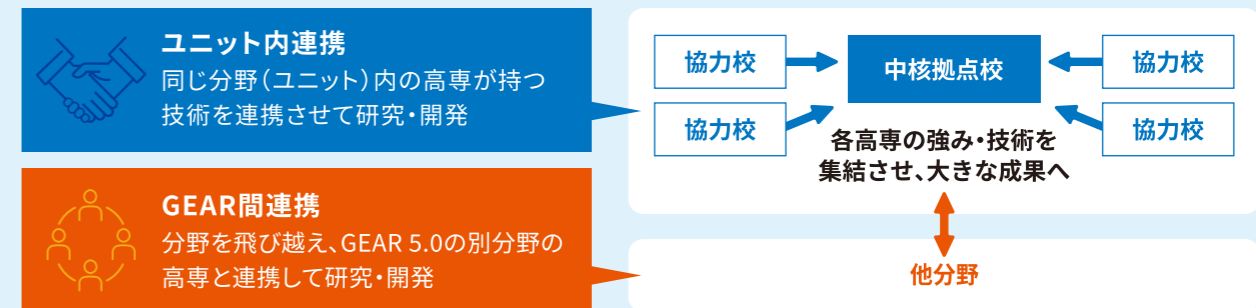 ユニット内連携
同じ分野（ユニット）内の高専が持つ
技術を連携させて研究・開発
協力校
協力校
中核拠点校
協力校
協力校
各高専の強み・技術を
集結させ、大きな成果へ
GEAR間連携
分野を飛び越え、GEAR 5.0の別分野の
高専と連携して研究・開発
他分野